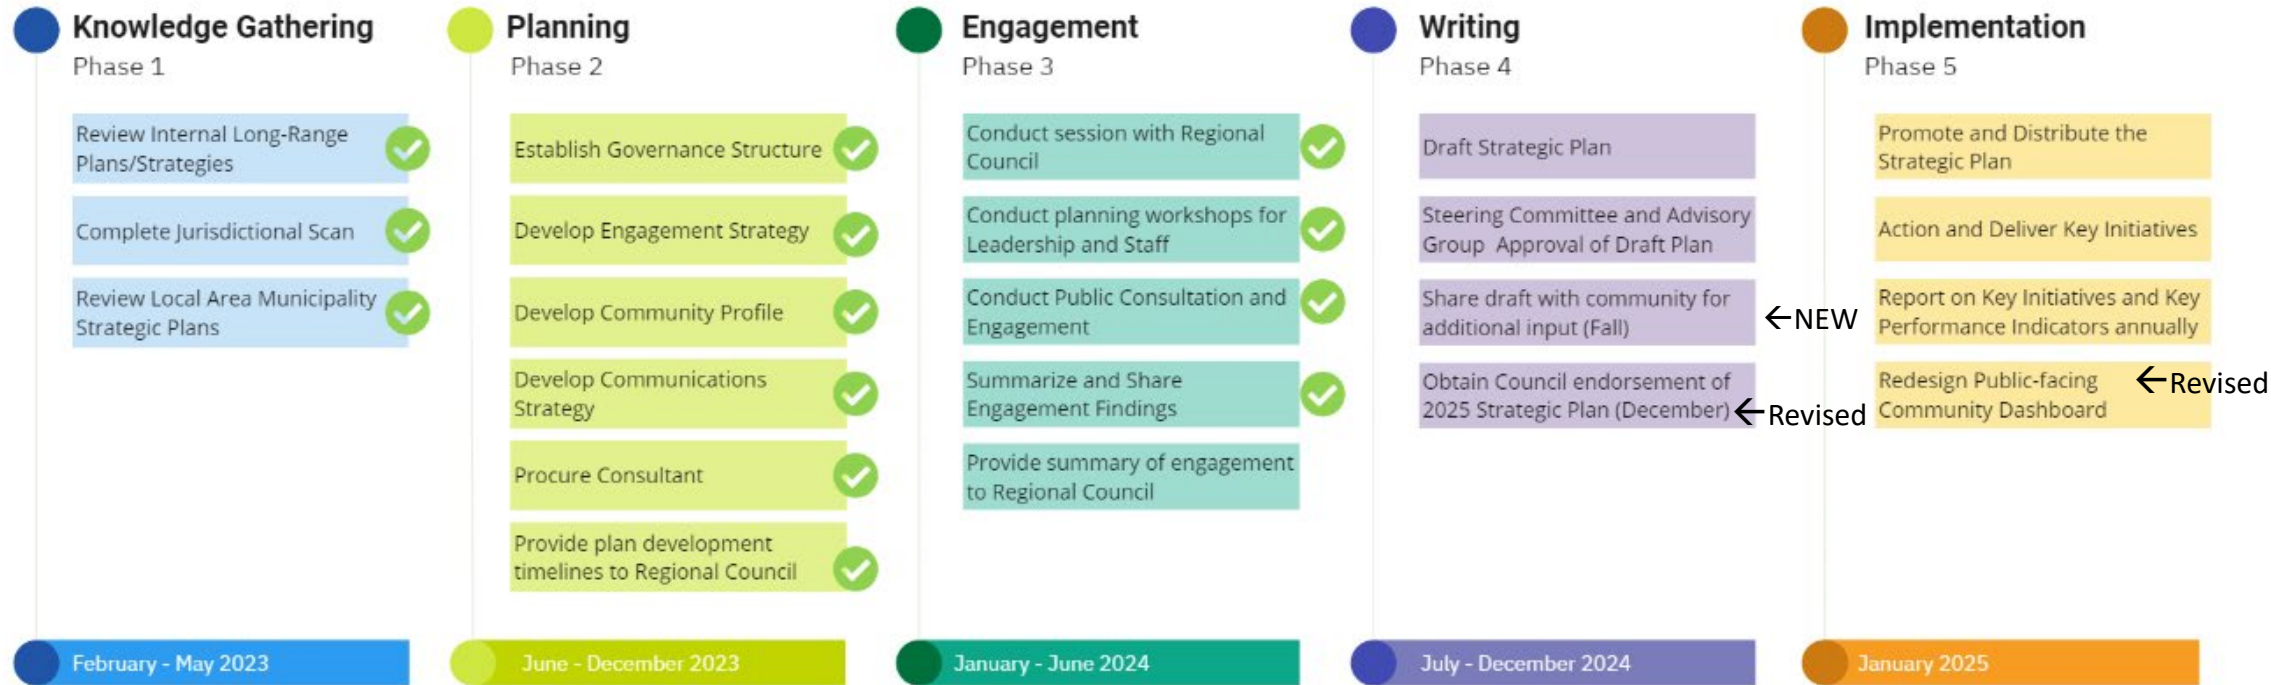 Knowledge Gathering
Phase 1
Review Internal Long-Range
Plans/Strategies
Complete Jurisdictional Scan
Review Local Area Municipality
Strategic Plans
February - May 2023
Planning
Phase 2
Establish Governance Structure
Develop Engagement Strategy
Develop Community Profile
Develop Communications
Strategy
Procure Consultant
Provide plan development
timelines to Regional Council
June - December 2023
Engagement
Phase 3
Conduct session with Regional
Council
Conduct planning workshops for
Leadership and Staff
Conduct Public Consultation and
Engagement
Summarize and Share
Engagement Findings
Provide summary of engagement
to Regional Council
January - June 2024
Writing
Phase 4
Draft Strategic Plan
Steering Committee and Advisory
Group Approval of Draft Plan
Share draft with community for
additional input (Fall)
←NEW
Obtain Council endorsement of
2025 Strategic Plan (December)
←Revised
July - December 2024
Implementation
Phase 5
Promote and Distribute the
Strategic Plan
Action and Deliver Key Initiatives
Report on Key Initiatives and Key
Performance Indicators annually
Redesign Public-facing
Community Dashboard
←Revised
January 2025